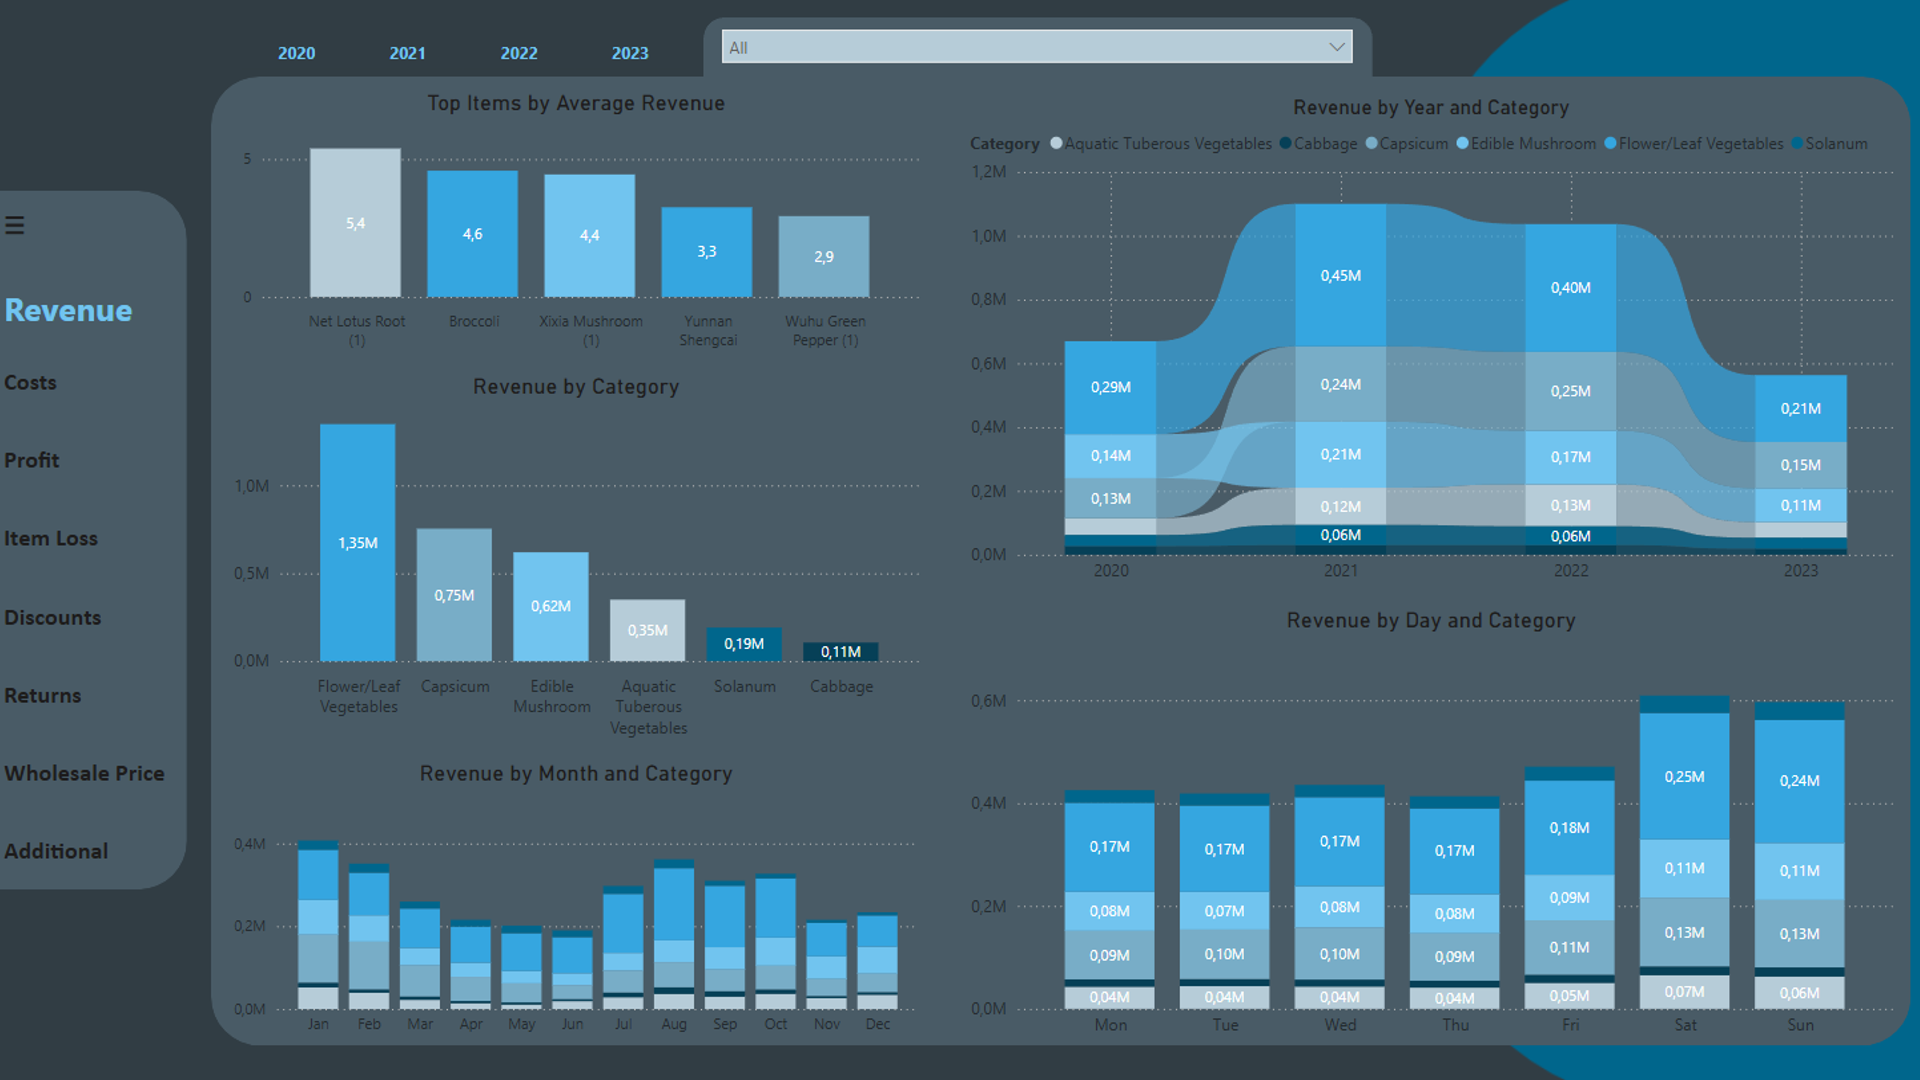 2020 2021 2022 2023
All
Revenue
Costs
Profit
Item Loss
Discounts
Returns
Wholesale Price
Additional
Top Items by Average Revenue
5
0
5,4
4,6
4,4
3,3
2,9
Net Lotus Root
(1)
Broccoli
Xixia Mushroom
(1)
Yunnan
Shengcai
Wuhu Green
Pepper (1)
Revenue by Category
1,0M
0,5M
0,0M
1,35M
0,75M
0,62M
0,35M
0,19M
0,11M
Flower/Leaf
Vegetables
Capsicum
Edible
Mushroom
Aquatic
Tuberous
Vegetables
Solanum
Cabbage
Revenue by Month and Category
0,4M
0,2M
0,0M
Jan Feb Mar Apr May Jun Jul Aug Sep Oct Nov Dec
Revenue by Year and Category
Category Aquatic Tuberous Vegetables Cabbage Capsicum Edible Mushroom Flower/Leaf Vegetables Solanum
1,2M
1,0M
0,8M
0,6M
0,4M
0,2M
0,0M
0,29M
0,14M
0,13M
0,45M
0,24M
0,21M
0,12M
0,06M
0,40M
0,25M
0,17M
0,13M
0,06M
0,21M
0,15M
0,11M
2020 2021 2022 2023
Revenue by Day and Category
0,6M
0,4M
0,2M
0,0M
0,17M
0,08M
0,09M
0,04M
0,17M
0,07M
0,10M
0,04M
0,17M
0,08M
0,10M
0,04M
0,17M
0,08M
0,09M
0,04M
0,18M
0,09M
0,11M
0,05M
0,25M
0,11M
0,13M
0,07M
0,24M
0,11M
0,13M
0,06M
Mon Tue Wed Thu Fri Sat Sun